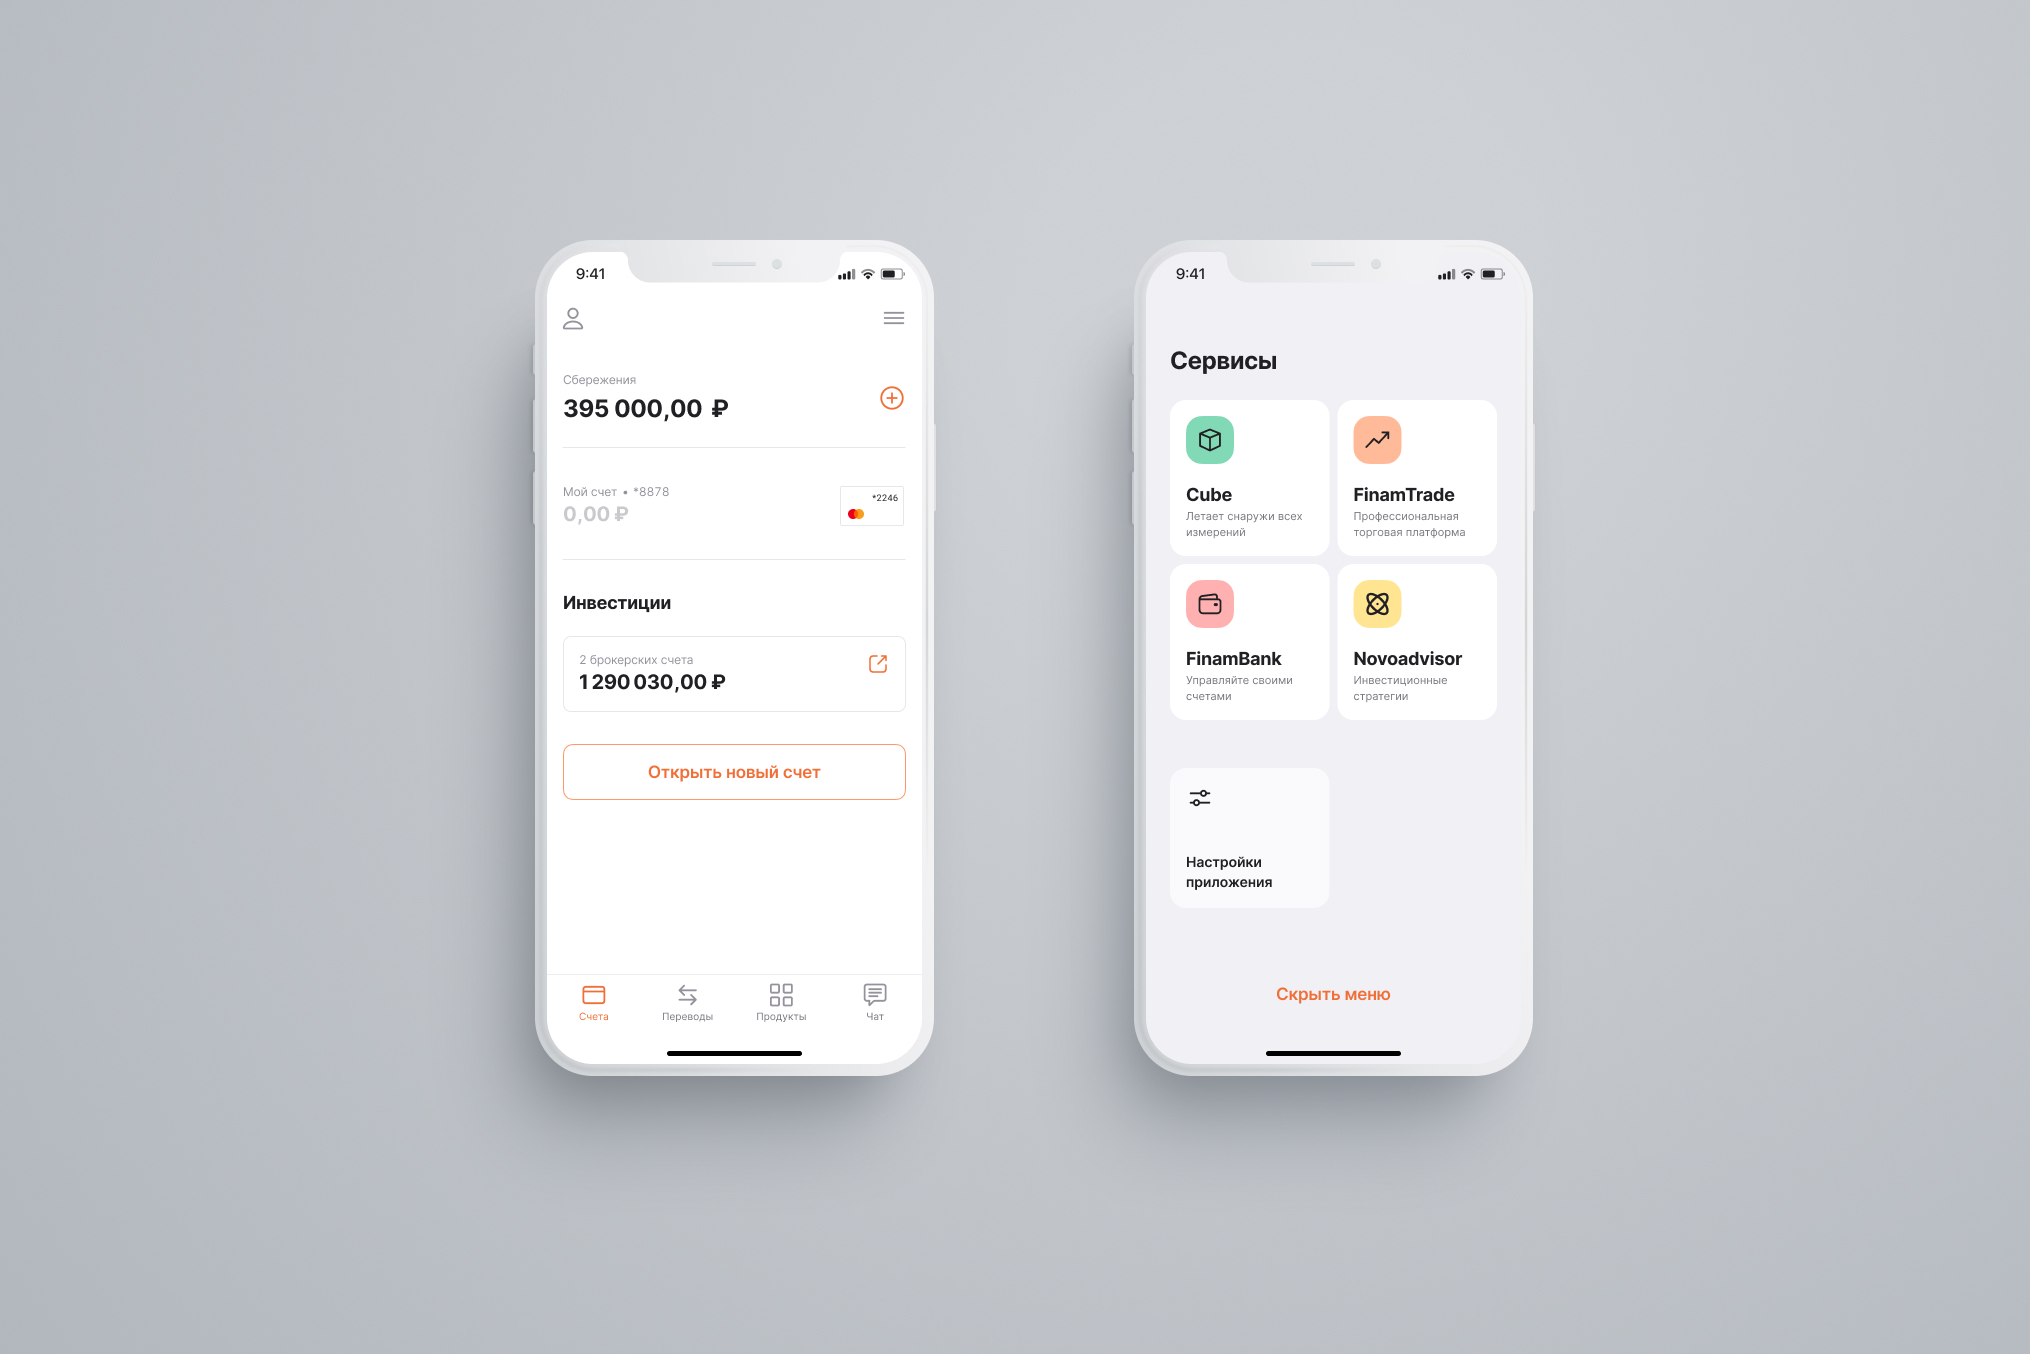 9:41
Сбережения
395 000,00 ₽
Мой счет • *8878
0,00 ₽
*2246
Инвестиции
2 брокерских счета
1 290 030,00 ₽
Открыть новый счет
Счета
Переводы
Продукты
Чат
9:41
Сервисы
Cube
Летает снаружи всех
измерений
FinamTrade
Профессиональная
торговая платформа
FinamBank
Управляйте своими
счетами
Novoadvisor
Инвестиционные
стратегии
Настройки
приложения
Скрыть меню